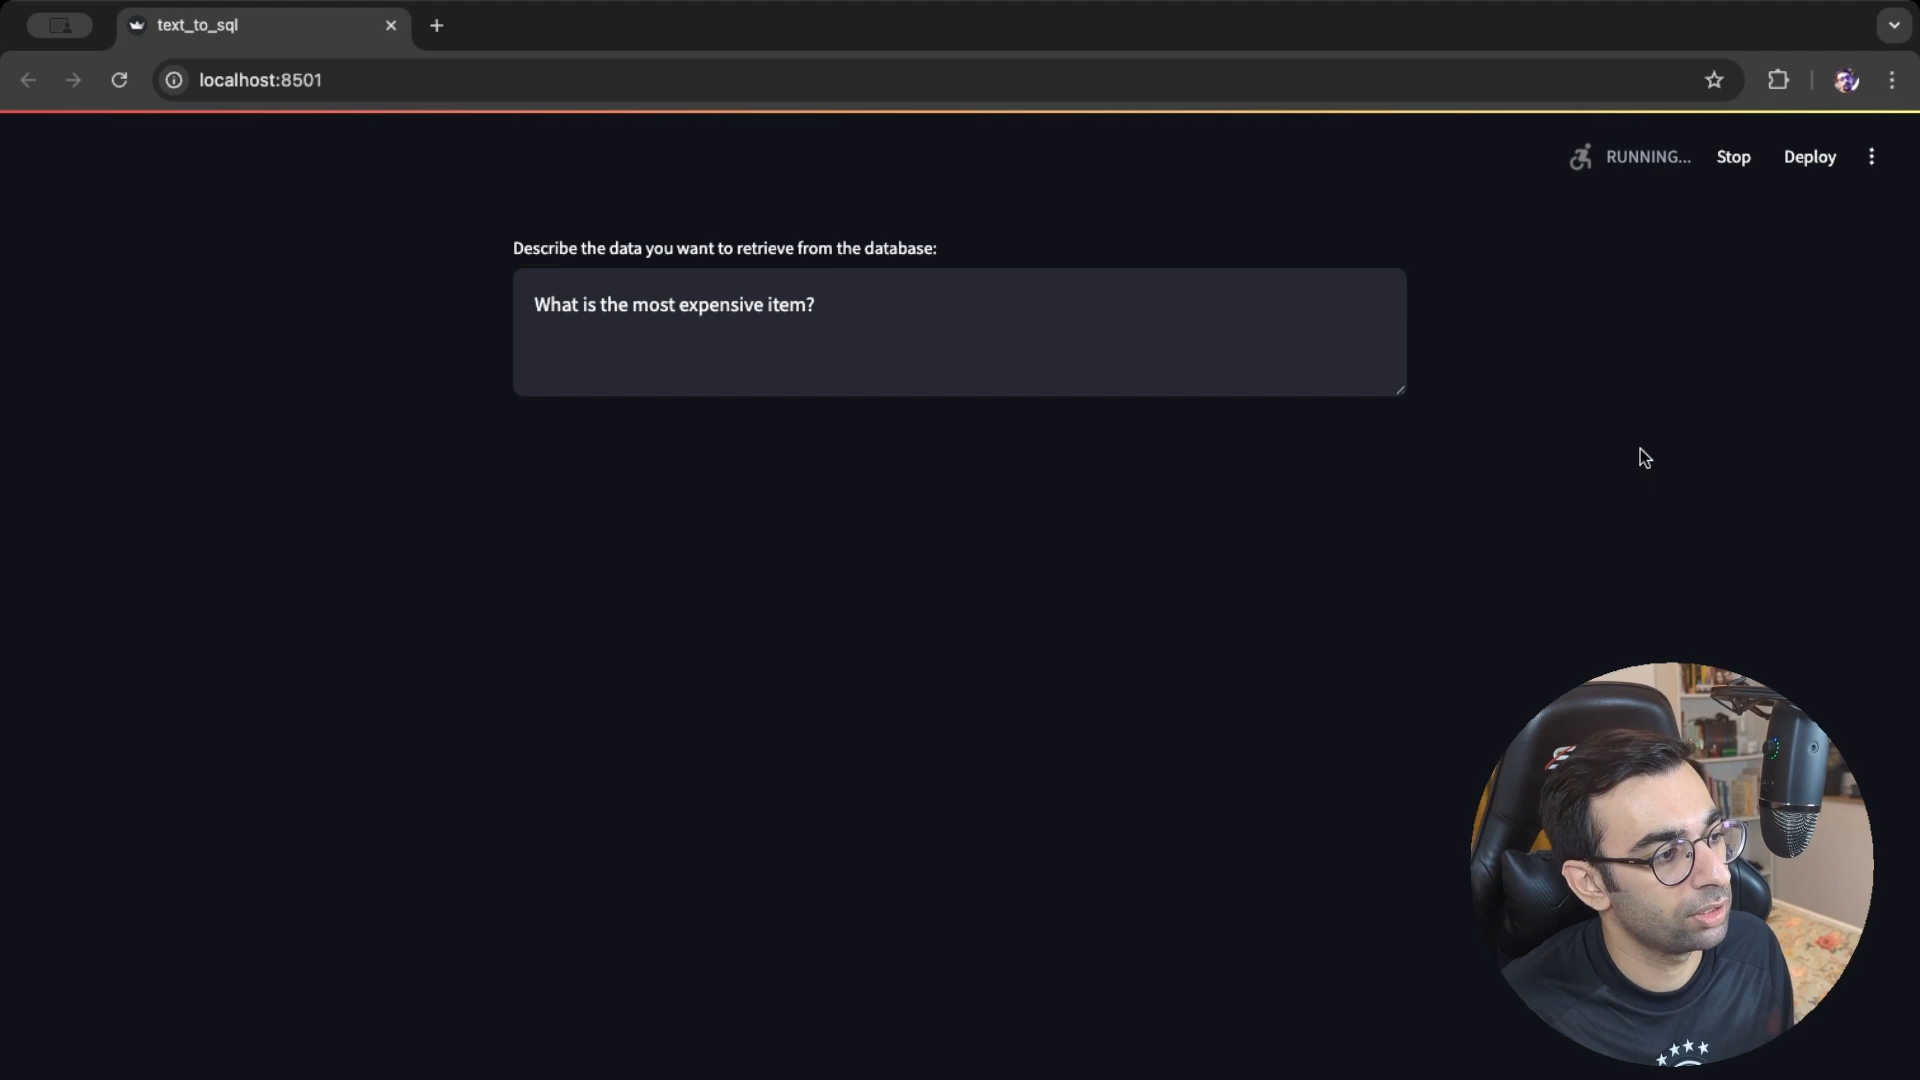 text_to_sql
localhost:8501
RUNNING...
Stop
Deploy
Describe the data you want to retrieve from the database:
What is the most expensive item?